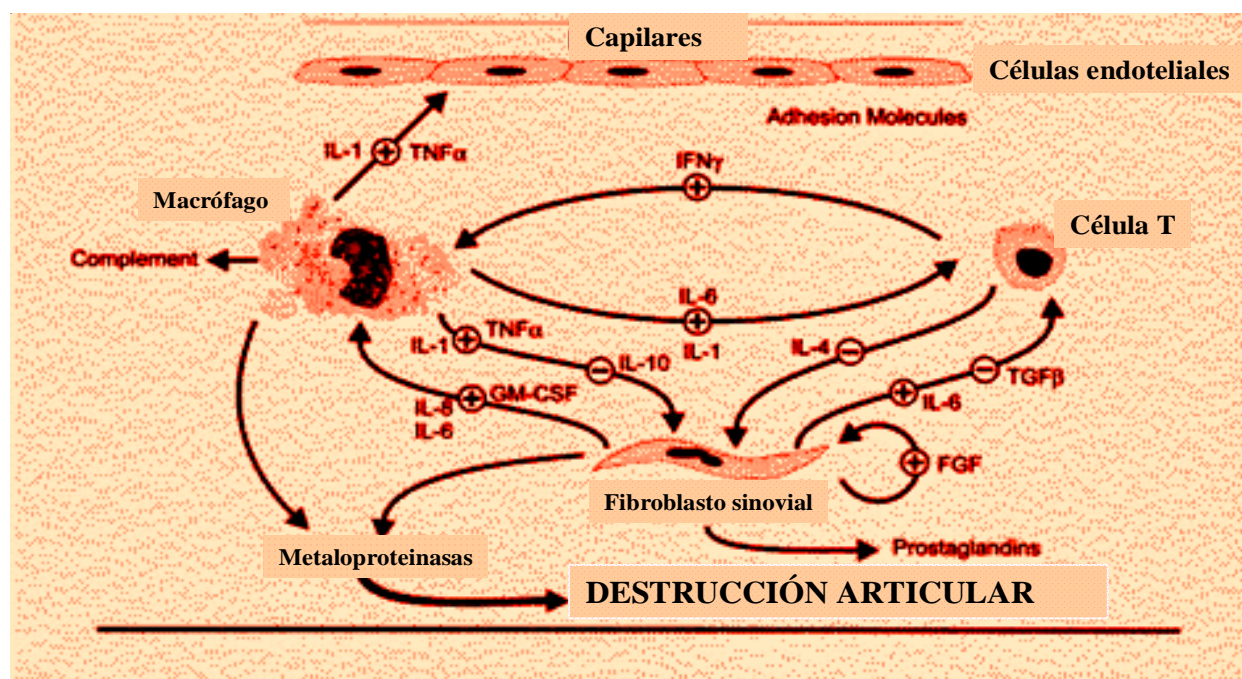 Capilares
Células endoteliales
Adhesion Molecules
IL-1 + TNFα
IFNγ
Macrófago
Célula T
Complement
IL-6
+
IL-1
TNFα
IL-1 +
− IL-10
IL-4 −
− TGFβ
+ IL-6
+ GM-CSF
IL-8
IL-6
+ FGF
Fibroblasto sinovial
Prostaglandins
Metaloproteinasas
DESTRUCCIÓN ARTICULAR